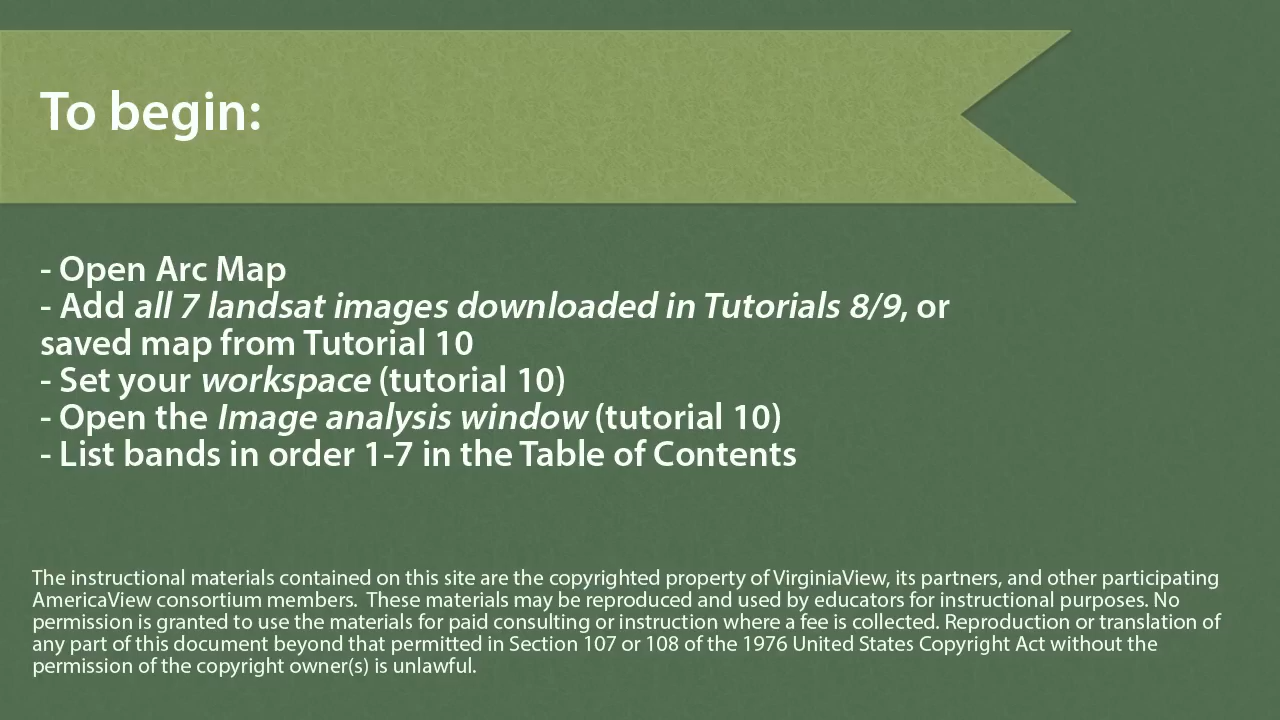 To begin:
- Open Arc Map
- Add all 7 landsat images downloaded in Tutorials 8/9, or
saved map from Tutorial 10
- Set your workspace (tutorial 10)
- Open the Image analysis window (tutorial 10)
- List bands in order 1-7 in the Table of Contents
The instructional materials contained on this site are the copyrighted property of VirginiaView, its partners, and other participating
AmericaView consortium members.  These materials may be reproduced and used by educators for instructional purposes. No
permission is granted to use the materials for paid consulting or instruction where a fee is collected. Reproduction or translation of
any part of this document beyond that permitted in Section 107 or 108 of the 1976 United States Copyright Act without the
permission of the copyright owner(s) is unlawful.